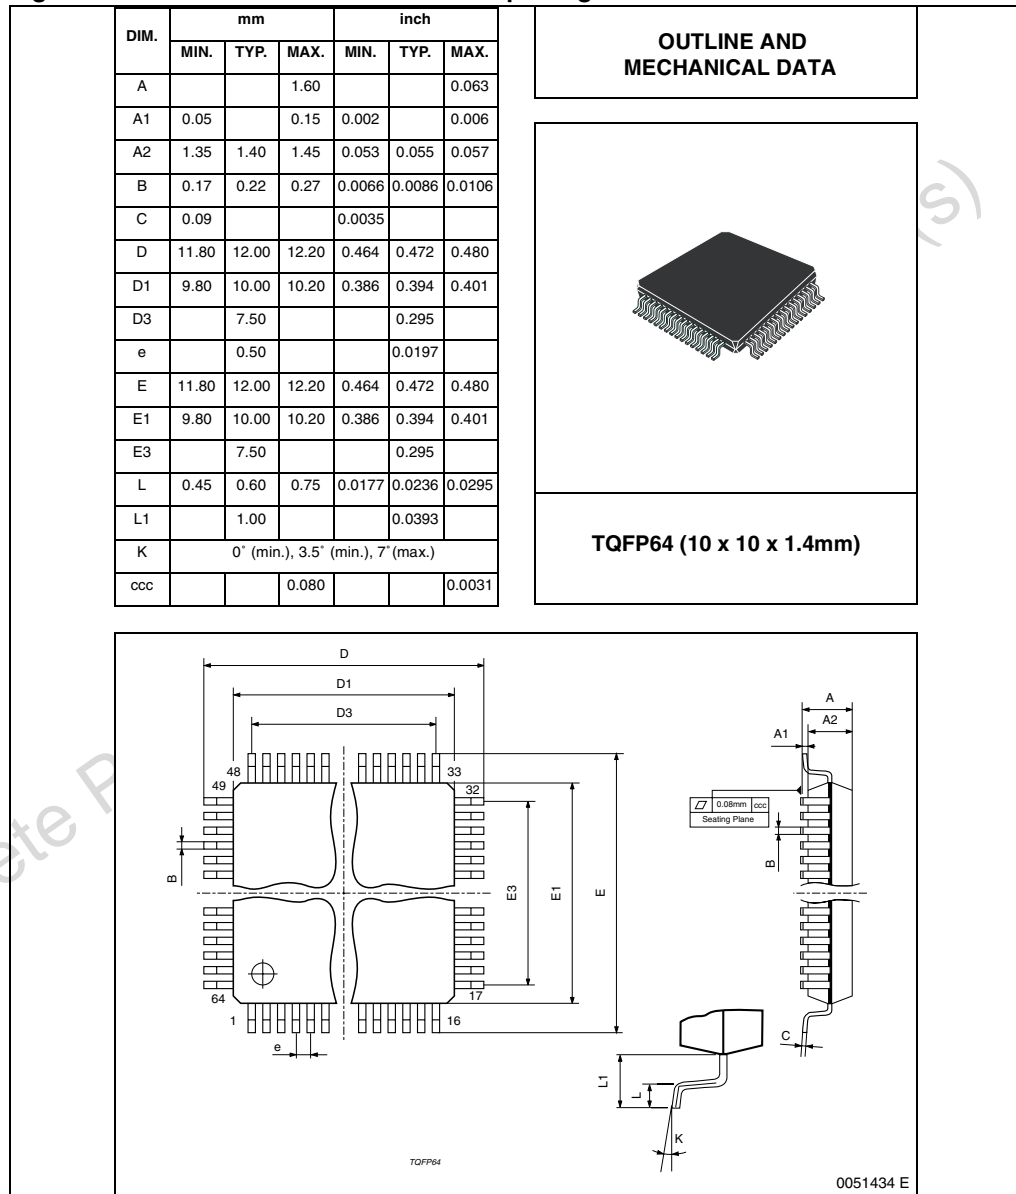 DIM. mm inch
MIN. TYP. MAX. MIN. TYP. MAX.
A 1.60 0.063
A1 0.05 0.15 0.002 0.006
A2 1.35 1.40 1.45 0.053 0.055 0.057
B 0.17 0.22 0.27 0.0066 0.0086 0.0106
C 0.09 0.0035
D 11.80 12.00 12.20 0.464 0.472 0.480
D1 9.80 10.00 10.20 0.386 0.394 0.401
D3 7.50 0.295
e 0.50 0.0197
E 11.80 12.00 12.20 0.464 0.472 0.480
E1 9.80 10.00 10.20 0.386 0.394 0.401
E3 7.50 0.295
L 0.45 0.60 0.75 0.0177 0.0236 0.0295
L1 1.00 0.0393
K 0˚ (min.), 3.5˚ (min.), 7˚(max.)
ccc 0.080 0.0031
OUTLINE AND
MECHANICAL DATA
TQFP64 (10 x 10 x 1.4mm)
D
D1
D3
A
A2
A1
48
33
49
32
0.08mm ccc
Seating Plane
B
E3
E1
E
B
64
17
1
16
e
C
L1
L
K
TQFP64
0051434 E